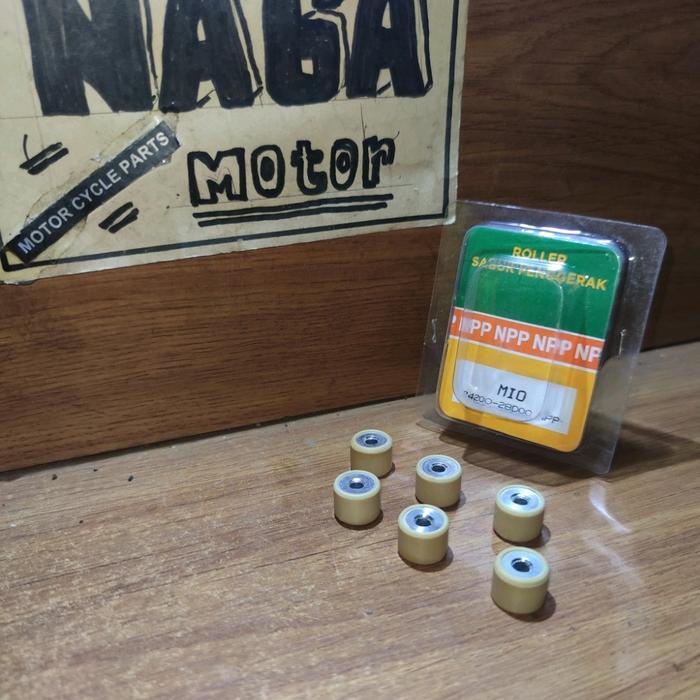 NAGA
Motor
MOTOR CYCLE PARTS
ROLLER
SABUK PENGGERAK
NPP NPP NPP NP
MIO